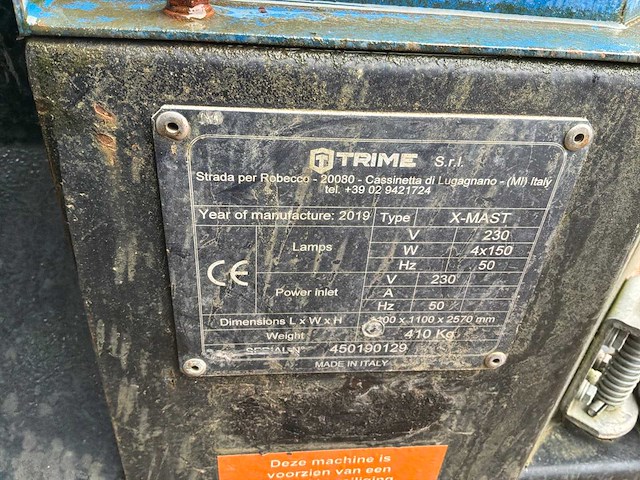 TRIME S.r.l.
Strada per Robecco - 20080 - Cassinetta di Lugagnano - (MI) Italy
tel. +39 02 9421724
Year of manufacture: 2019 Type X-MAST
Lamps V 230
W 4x150
Hz 50
CE
Power Inlet V 230 -
A - -
Hz 50 -
Dimensions L x W x H x 1100 x 2570 mm
Weight 410 Kg
450190129
MADE IN ITALY
Deze machine is
voorzien van een